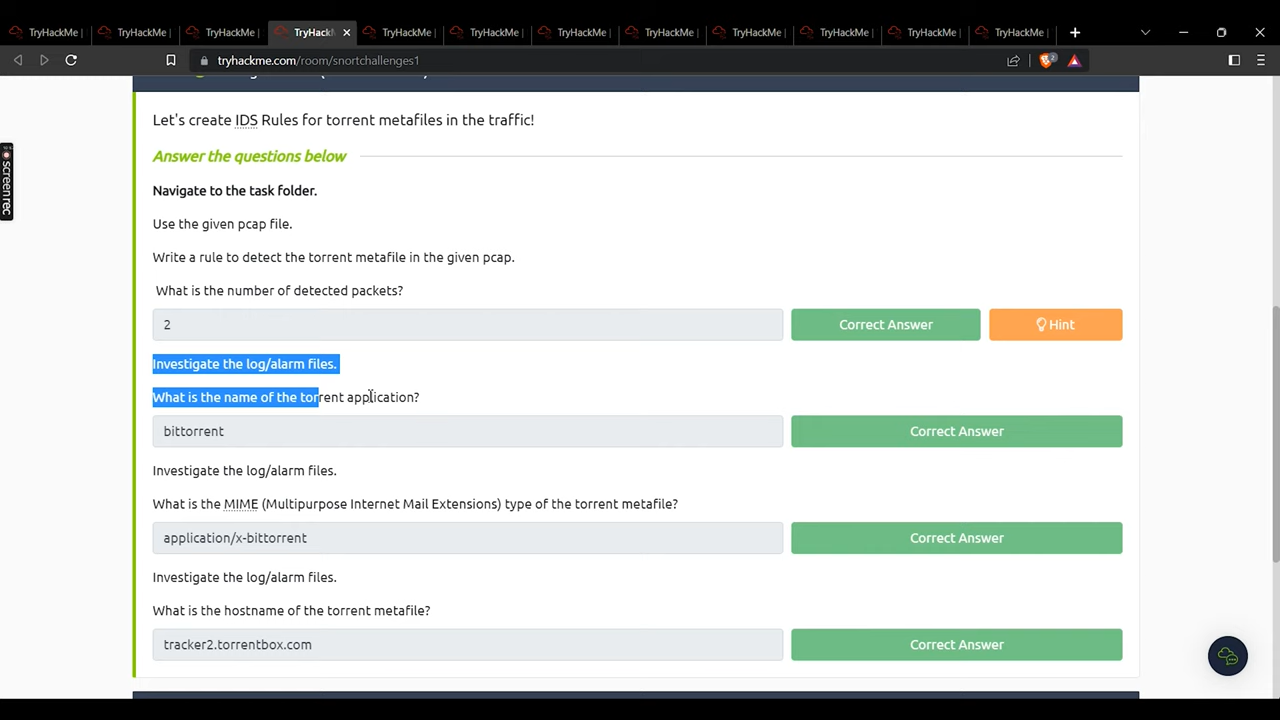 TryHackMe |
TryHackMe |
TryHackMe |
TryHackM
TryHackMe |
TryHackMe |
TryHackMe |
TryHackMe |
TryHackMe |
TryHackMe |
TryHackMe |
TryHackMe
tryhackme.com/room/snortchallenges1
2
Let's create IDS Rules for torrent metafiles in the traffic!
Answer the questions below
Navigate to the task folder.
Use the given pcap file.
Write a rule to detect the torrent metafile in the given pcap.
What is the number of detected packets?
2
Correct Answer
Hint
Investigate the log/alarm files.
What is the name of the torrent application?
bittorrent
Correct Answer
Investigate the log/alarm files.
What is the MIME (Multipurpose Internet Mail Extensions) type of the torrent metafile?
application/x-bittorrent
Correct Answer
Investigate the log/alarm files.
What is the hostname of the torrent metafile?
tracker2.torrentbox.com
Correct Answer
Screenrec